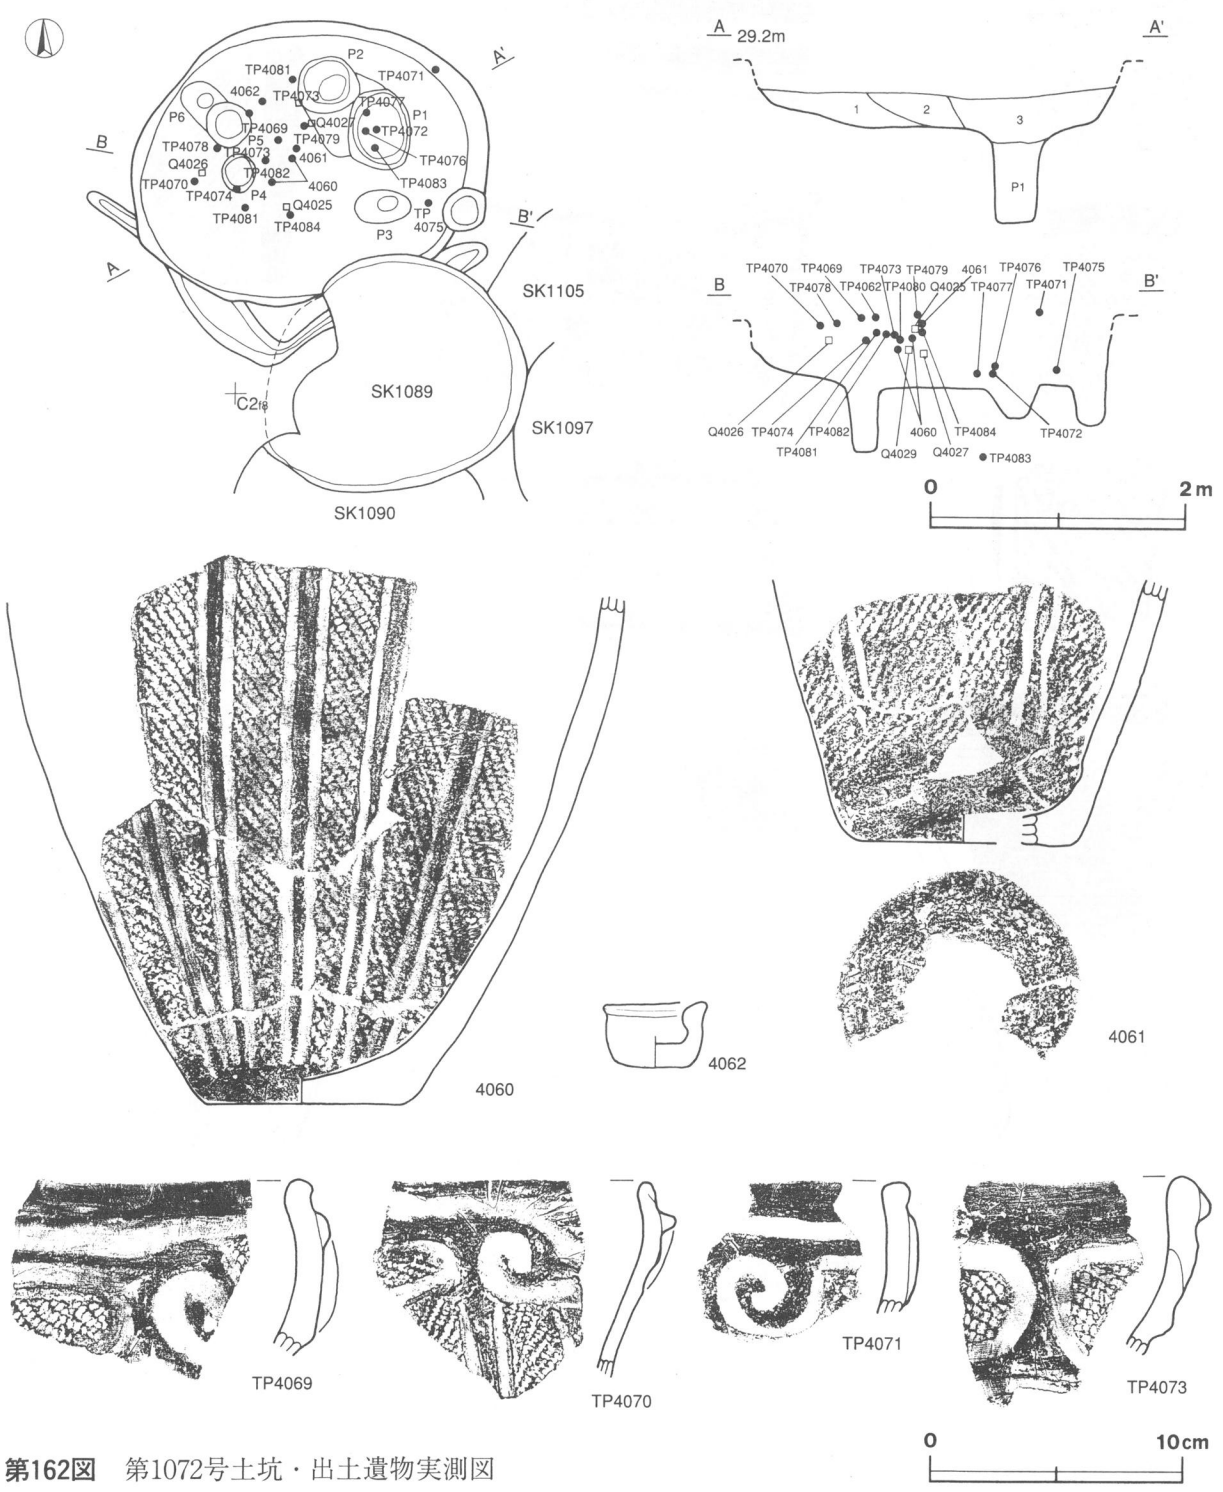 A 29.2m A'
P2
TP4081 TP4071
4062 TP4073 TP4077
P6 P1
TP4069 Q4027 TP4072
P5
TP4078 TP4073 TP4079
Q4026 4061 TP4076
TP4070 TP4082 4060 TP4083
TP4074 P4
TP4081 Q4025 TP
TP4084 4075
P3
A'
B
B'
A
SK1105
SK1089
C2f8
SK1097
SK1090
1 2 3
P1
B B'
TP4070 TP4069 TP4073 TP4079 4061 TP4076 TP4075
TP4078 TP4062 TP4080 Q4025 TP4077 TP4071
Q4026 TP4074 TP4082 4060 TP4084 TP4072
TP4081 Q4029 Q4027 TP4083
0 2m
4060
4062
4061
TP4069
TP4070
TP4071
TP4073
0 10cm
第162図 第1072号土坑・出土遺物実測図